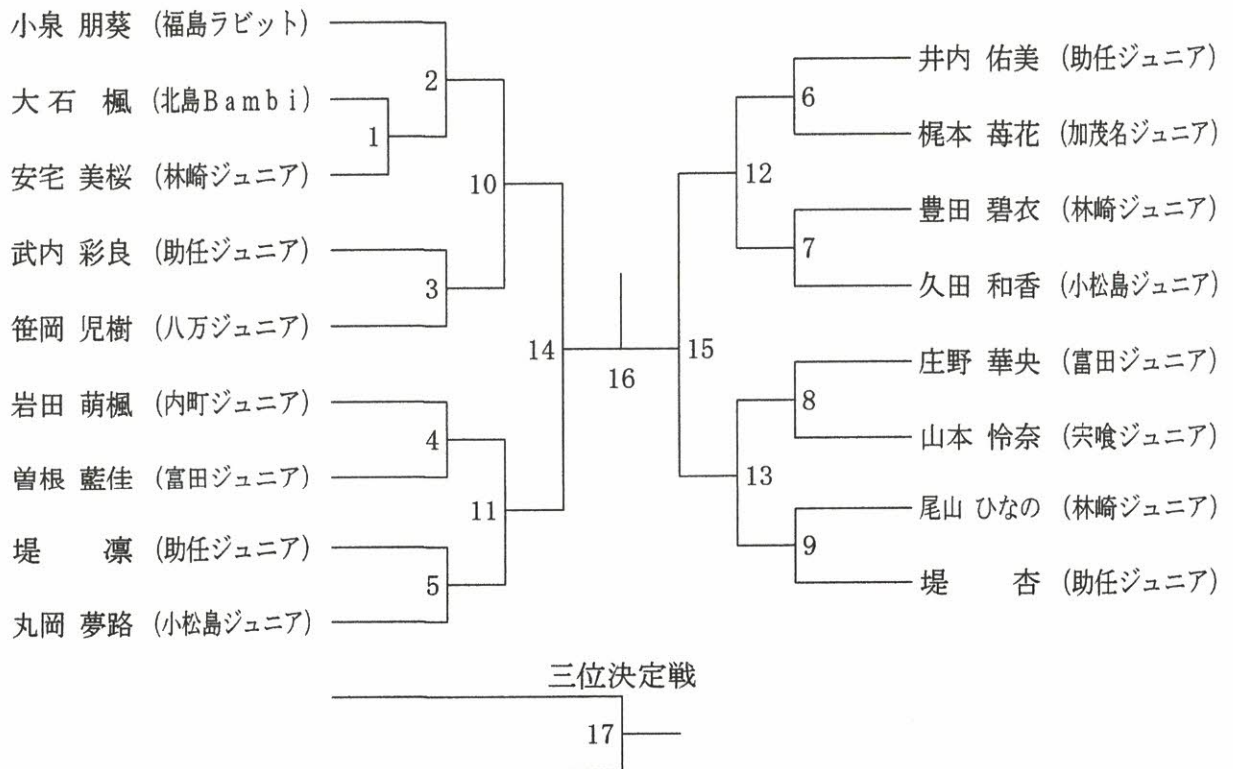 小泉 朋葵 (福島ラビット)
大石 楓 (北島Bambi)
安宅 美桜 (林崎ジュニア)
武内 彩良 (助任ジュニア)
笹岡 児樹 (八万ジュニア)
岩田 萌楓 (内町ジュニア)
曽根 藍佳 (富田ジュニア)
堤 凛 (助任ジュニア)
丸岡 夢路 (小松島ジュニア)
2
1
10
3
14
4
11
5
16
井内 佑美 (助任ジュニア)
梶本 苺花 (加茂名ジュニア)
豊田 碧衣 (林崎ジュニア)
久田 和香 (小松島ジュニア)
庄野 華央 (富田ジュニア)
山本 怜奈 (宍喰ジュニア)
尾山 ひなの (林崎ジュニア)
堤 杏 (助任ジュニア)
6
12
7
15
8
13
9
三位決定戦
17